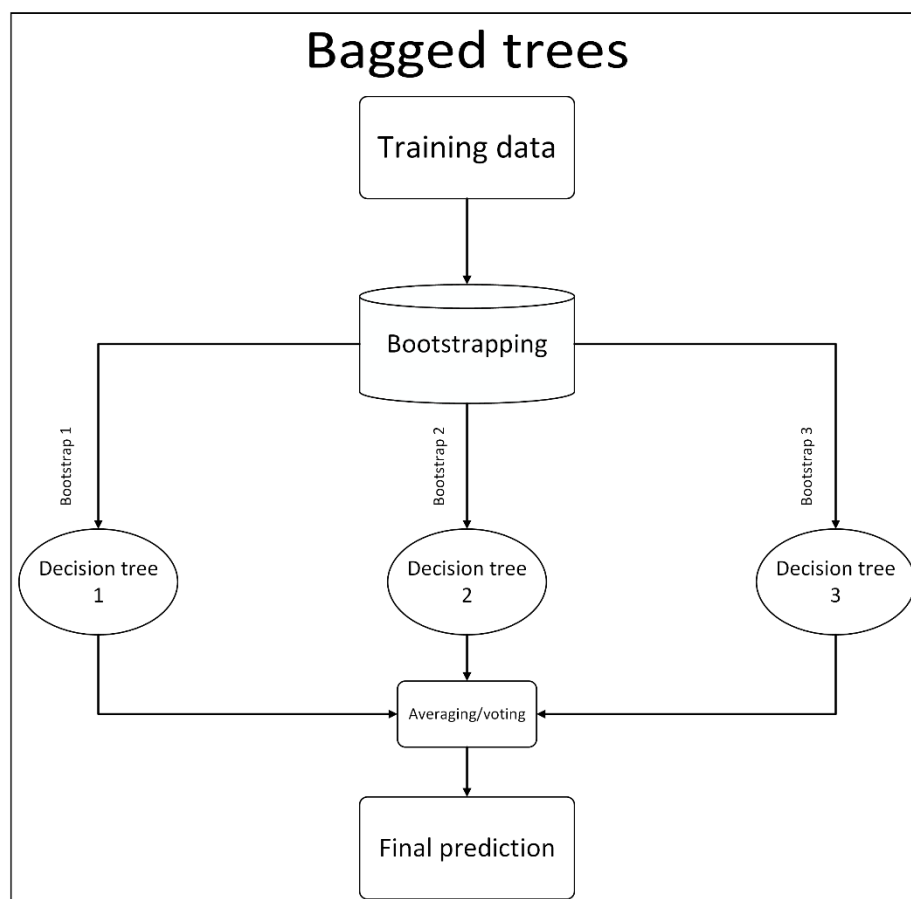 Bagged trees
Training data
Bootstrapping
Bootstrap 1
Bootstrap 2
Bootstrap 3
Decision tree
1
Decision tree
2
Decision tree
3
Averaging/voting
Final prediction